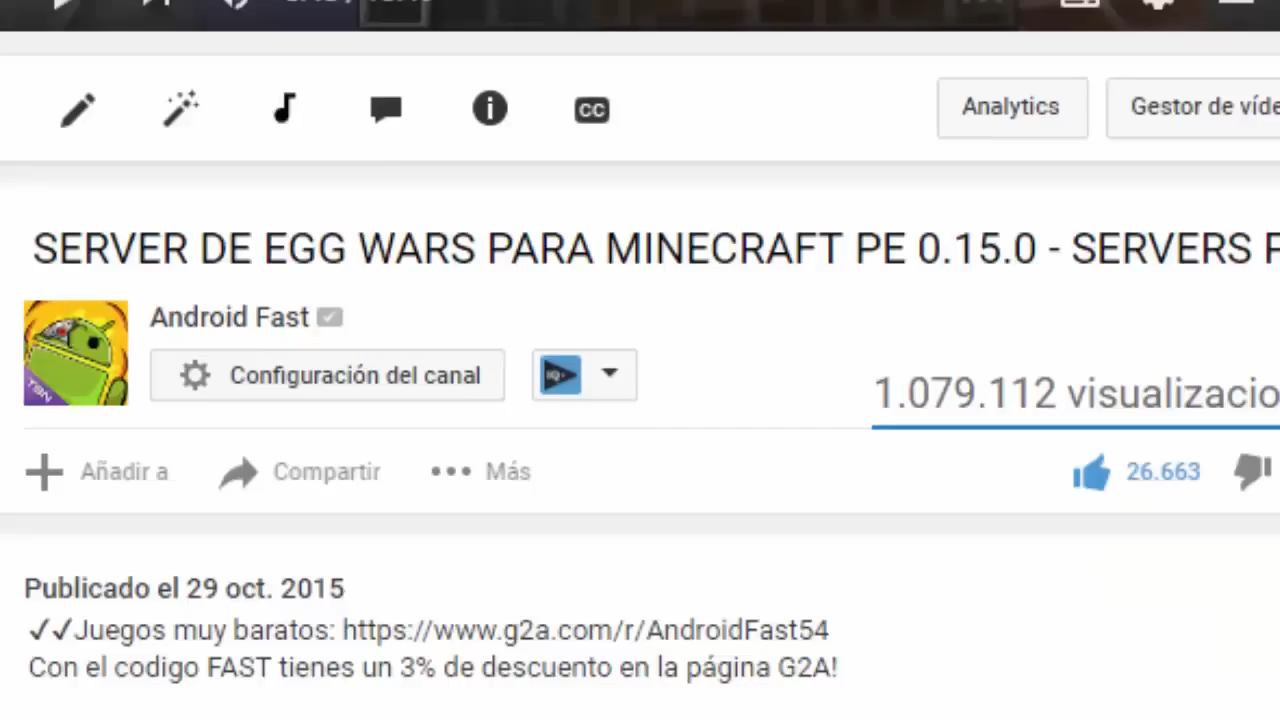 CC
Analytics
Gestor de víde
SERVER DE EGG WARS PARA MINECRAFT PE 0.15.0 - SERVERS P
Android Fast
TGN
Configuración del canal
1.079.112 visualizacio
Añadir a
Compartir
Más
26.663
Publicado el 29 oct. 2015
✓✓Juegos muy baratos: https://www.g2a.com/r/AndroidFast54
Con el codigo FAST tienes un 3% de descuento en la página G2A!